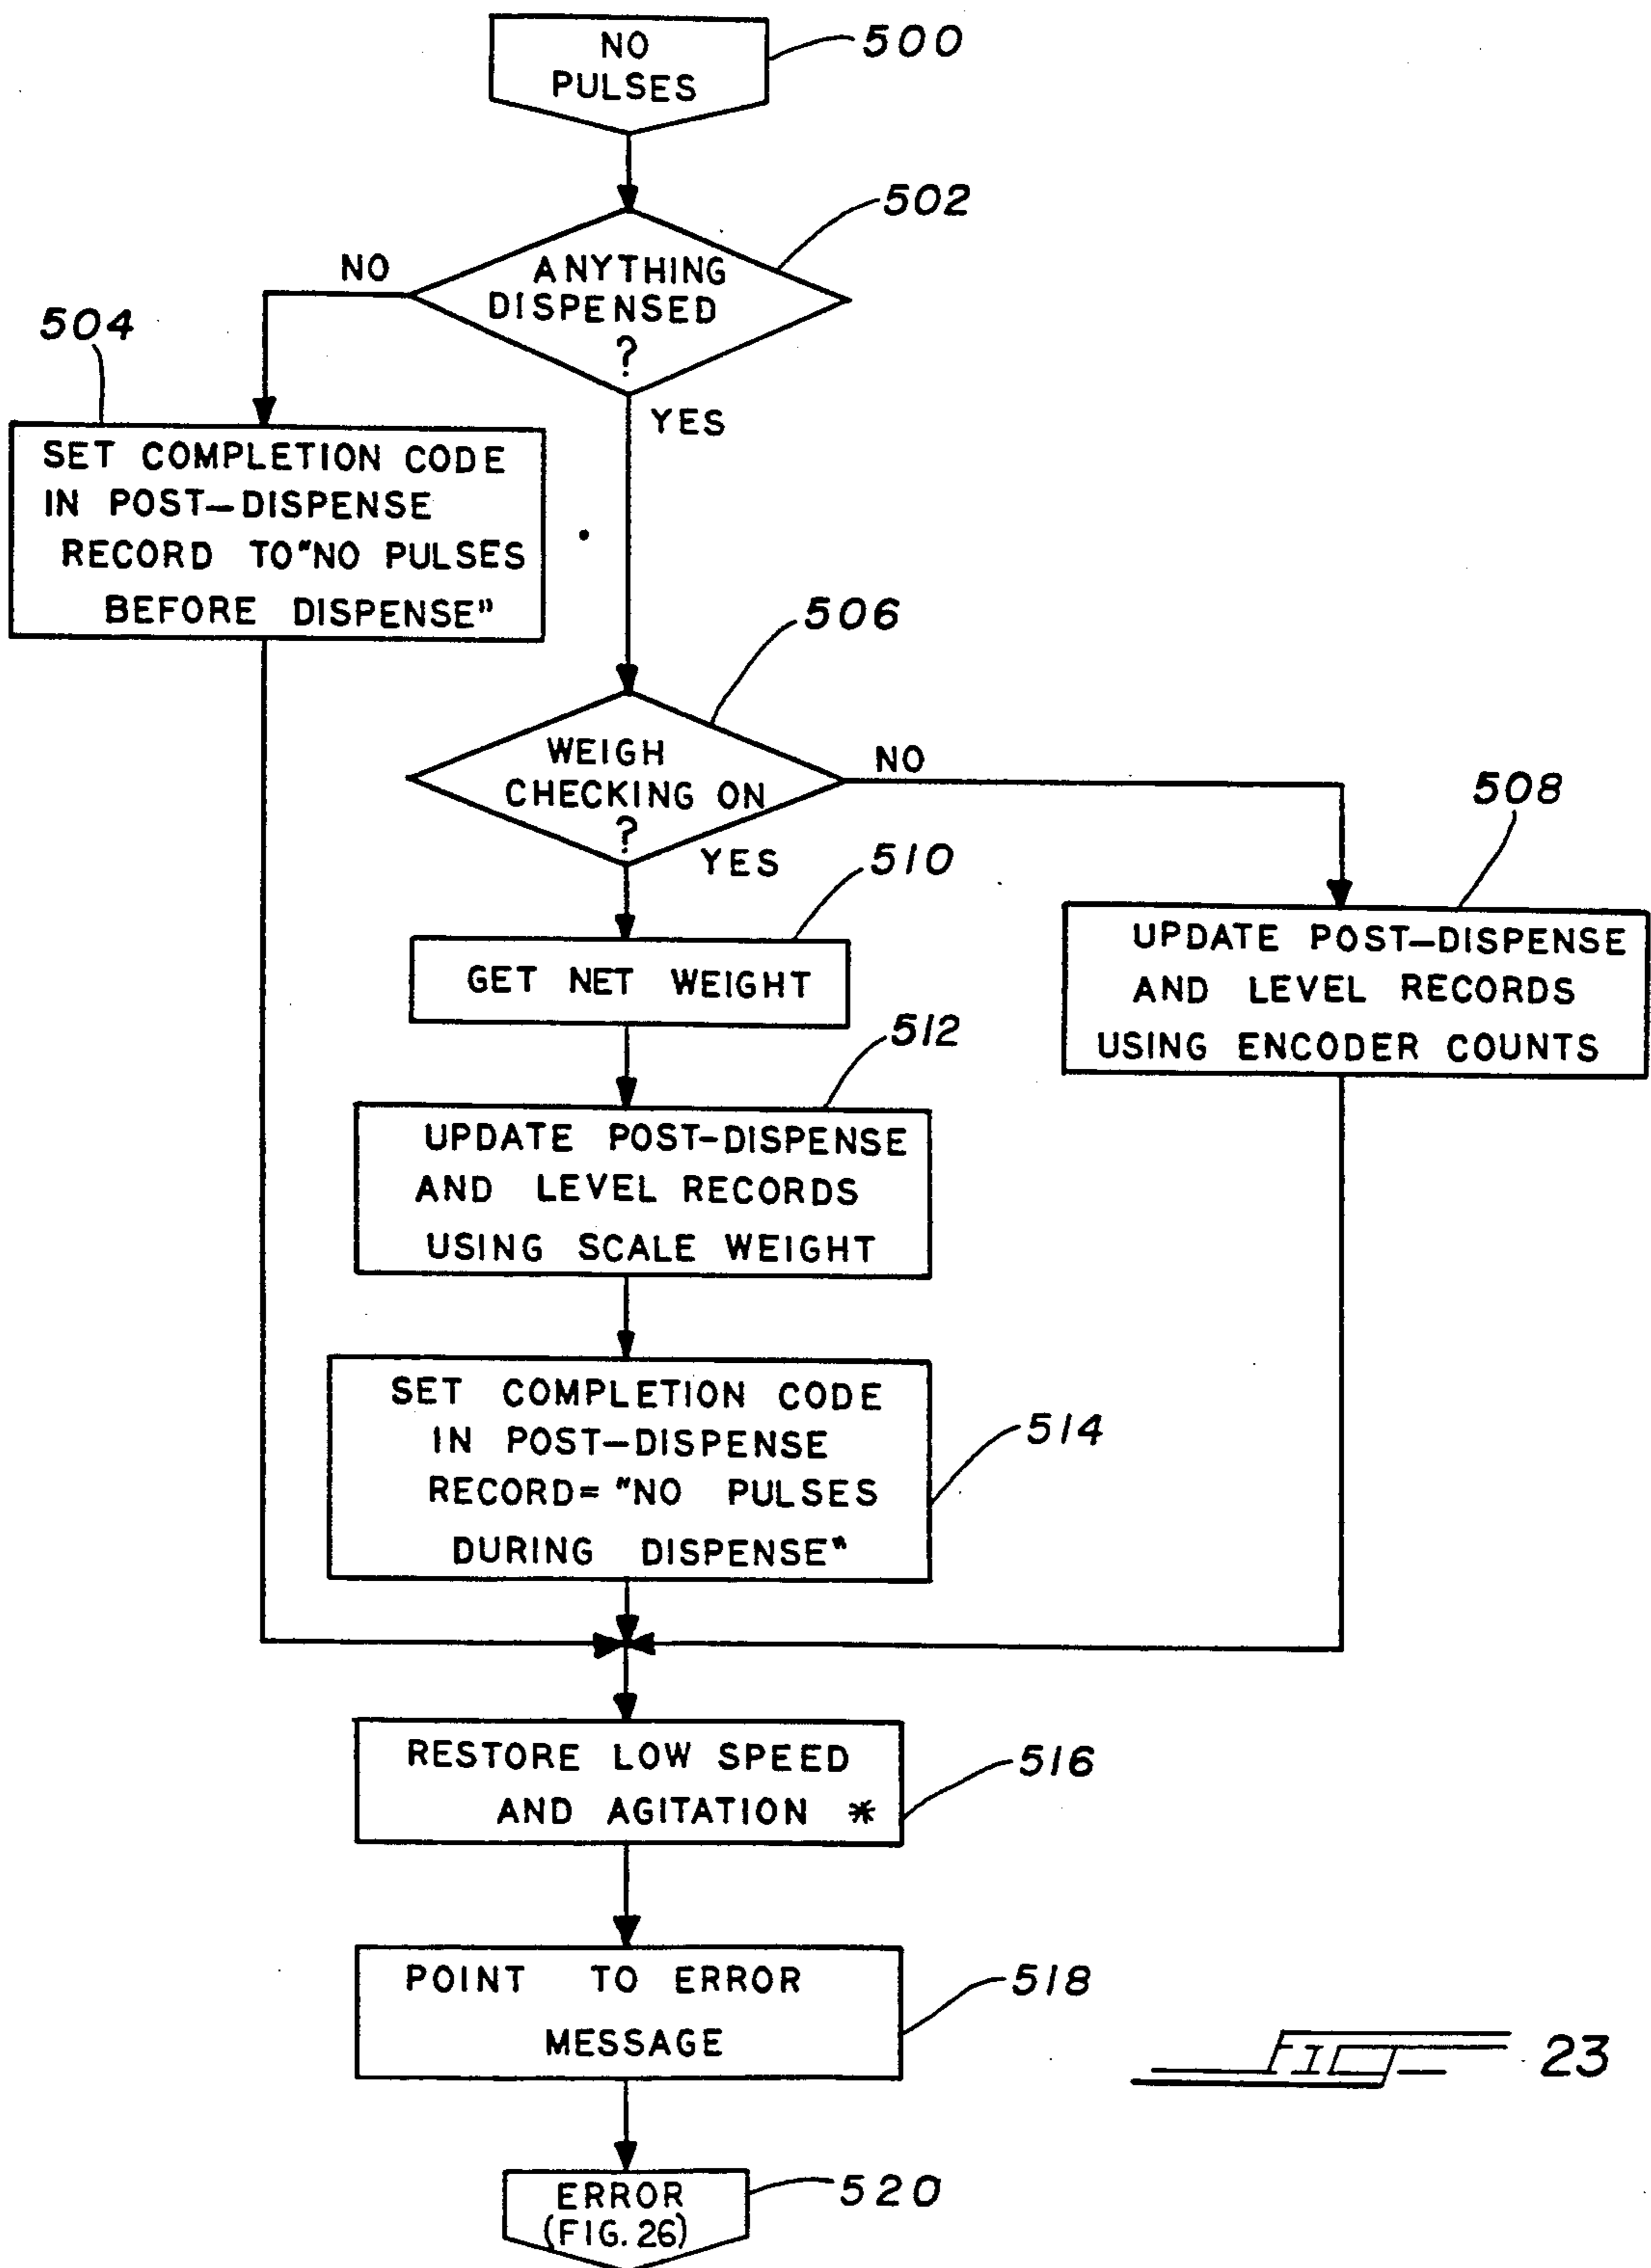 NO
PULSES
500
502
ANYTHING
DISPENSED
?
NO
YES
504
SET COMPLETION CODE
IN POST-DISPENSE
RECORD TO "NO PULSES
BEFORE DISPENSE"
506
WEIGH
CHECKING ON
?
NO
YES
508
UPDATE POST-DISPENSE
AND LEVEL RECORDS
USING ENCODER COUNTS
510
GET NET WEIGHT
512
UPDATE POST-DISPENSE
AND LEVEL RECORDS
USING SCALE WEIGHT
514
SET COMPLETION CODE
IN POST-DISPENSE
RECORD= "NO PULSES
DURING DISPENSE"
516
RESTORE LOW SPEED
AND AGITATION *
518
POINT TO ERROR
MESSAGE
FIG 23
520
ERROR
(FIG. 26)